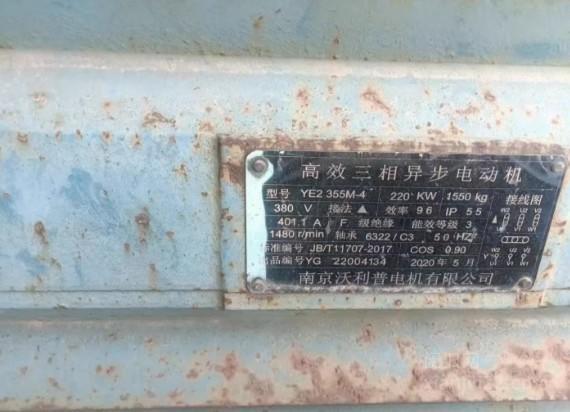 高效三相异步电动机
型号 YE2 355M-4 220 KW 1550 kg 接线图
380 V 接法 ▲ 效率 96 IP 55
401.1 A F 级绝缘 能效等级 3
1480 r/min 轴承 6322/C3 50 HZ
标准编号 JB/T11707-2017 COS 0.90
出品编号YG 22004134 2020年5月
南京沃利普电机有限公司